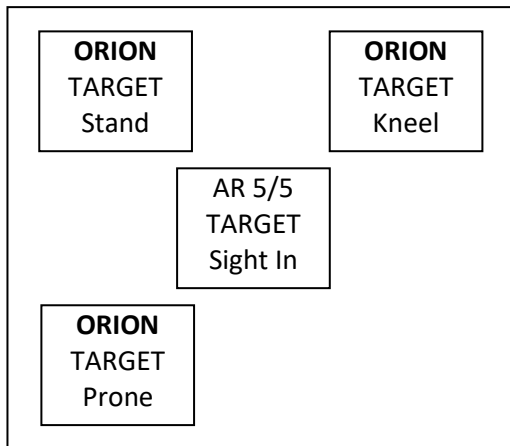 ORION
TARGET
Stand
ORION
TARGET
Kneel
AR 5/5
TARGET
Sight In
ORION
TARGET
Prone